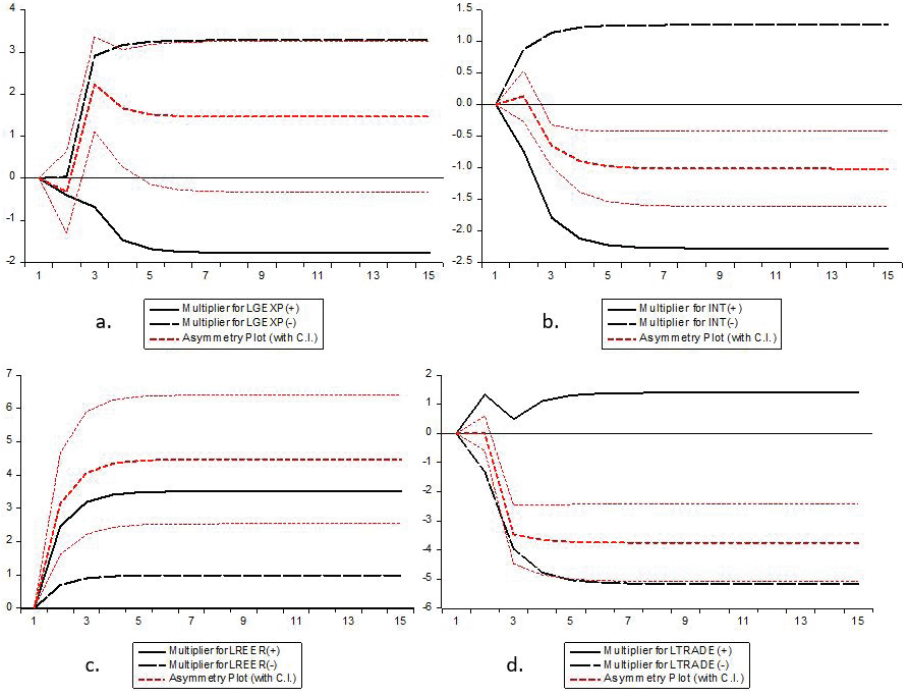 4
3
2
1
0
-1
-2
1 3 5 7 9 11 13 15
Multiplier for LGEXP(+)
Multiplier for LGEXP(-)
Asymmetry Plot (with C.I.)
a.
1.5
1.0
0.5
0.0
-0.5
-1.0
-1.5
-2.0
-2.5
1 3 5 7 9 11 13 15
Multiplier for INT(+)
Multiplier for INT(-)
Asymmetry Plot (with C.I.)
b.
7
6
5
4
3
2
1
0
1 3 5 7 9 11 13 15
Multiplier for LREER(+)
Multiplier for LREER(-)
Asymmetry Plot (with C.I.)
c.
2
1
0
-1
-2
-3
-4
-5
-6
1 3 5 7 9 11 13 15
Multiplier for LTRADE(+)
Multiplier for LTRADE(-)
Asymmetry Plot (with C.I.)
d.